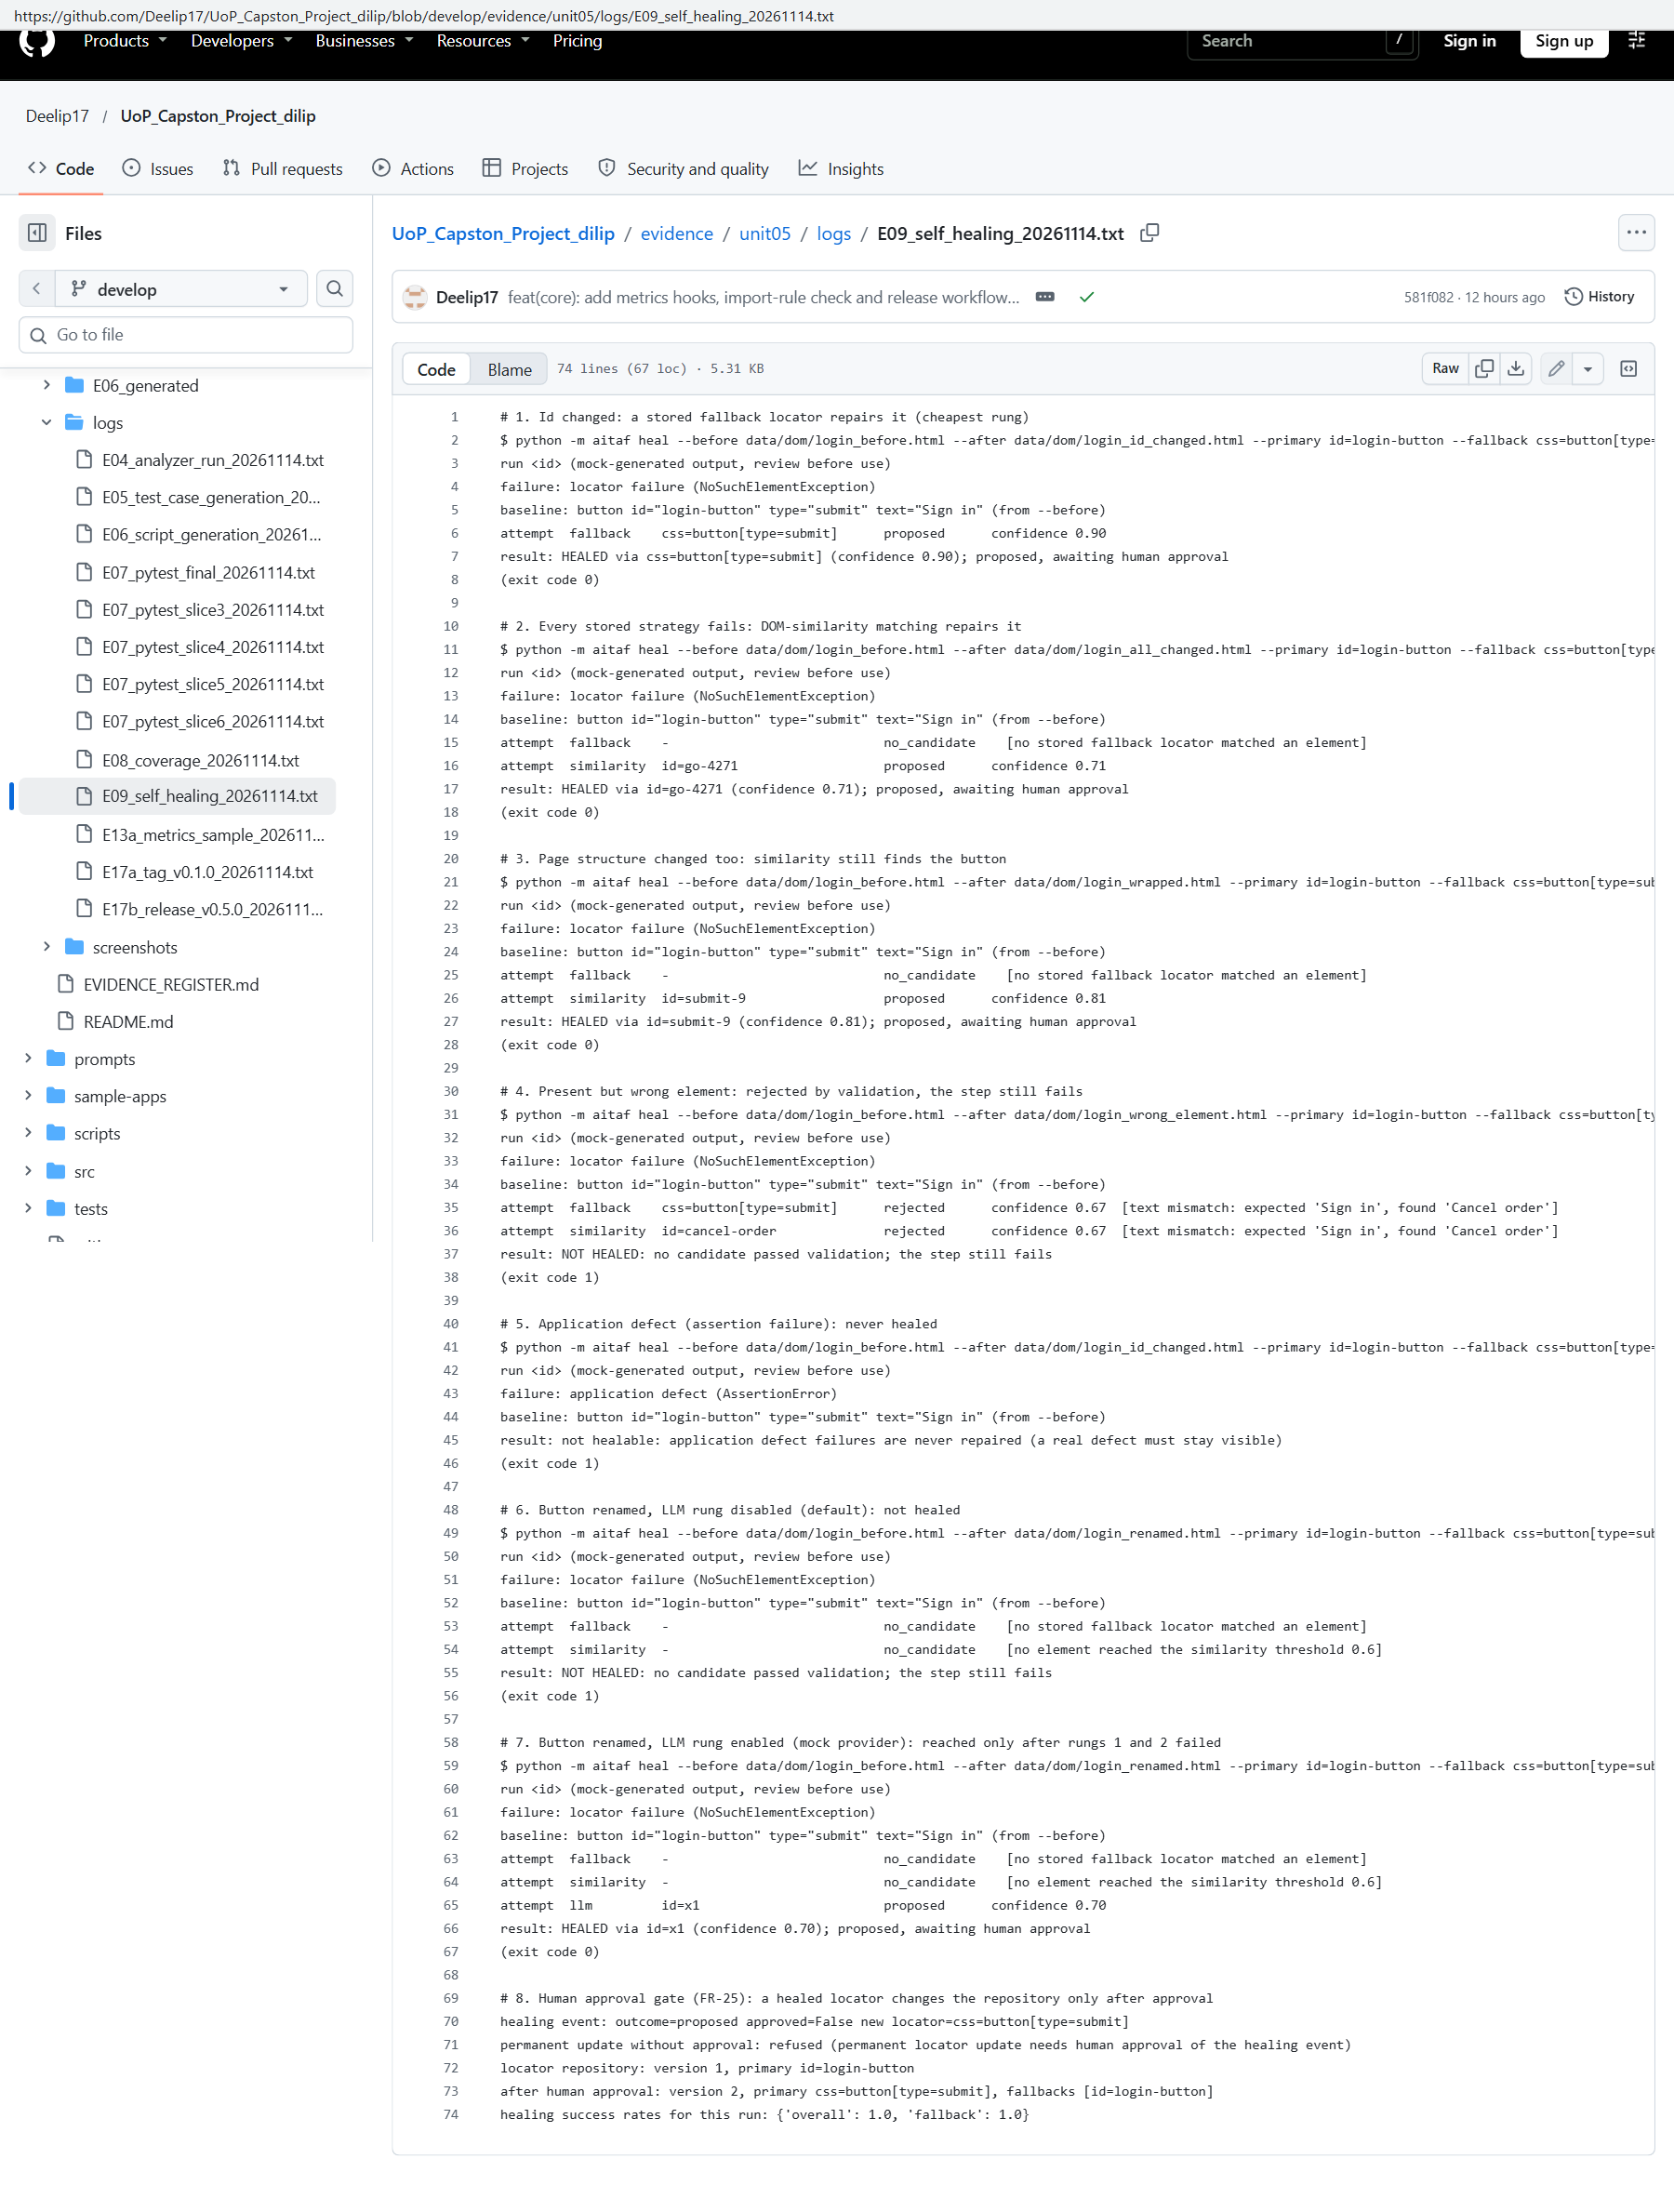 https://github.com/Deelip17/UoP_Capston_Project_dilip/blob/develop/evidence/unit05/logs/E09_self_healing_20261114.txt
Products Developers Businesses Resources Pricing Search / Sign in Sign up
Deelip17 / UoP_Capston_Project_dilip
Code Issues Pull requests Actions Projects Security and quality Insights
Files
develop
Go to file
E06_generated
logs
E04_analyzer_run_20261114.txt
E05_test_case_generation_20...
E06_script_generation_20261...
E07_pytest_final_20261114.txt
E07_pytest_slice3_20261114.txt
E07_pytest_slice4_20261114.txt
E07_pytest_slice5_20261114.txt
E07_pytest_slice6_20261114.txt
E08_coverage_20261114.txt
E09_self_healing_20261114.txt
E13a_metrics_sample_202611...
E17a_tag_v0.1.0_20261114.txt
E17b_release_v0.5.0_2026111...
screenshots
EVIDENCE_REGISTER.md
README.md
prompts
sample-apps
scripts
src
tests
UoP_Capston_Project_dilip / evidence / unit05 / logs / E09_self_healing_20261114.txt
Deelip17 feat(core): add metrics hooks, import-rule check and release workflow... 581f082 · 12 hours ago History
Code Blame 74 lines (67 loc) · 5.31 KB Raw
1 # 1. Id changed: a stored fallback locator repairs it (cheapest rung)
2 $ python -m aitaf heal --before data/dom/login_before.html --after data/dom/login_id_changed.html --primary id=login-button --fallback css=button[type=
3 run <id> (mock-generated output, review before use)
4 failure: locator failure (NoSuchElementException)
5 baseline: button id="login-button" type="submit" text="Sign in" (from --before)
6 attempt fallback css=button[type=submit] proposed confidence 0.90
7 result: HEALED via css=button[type=submit] (confidence 0.90); proposed, awaiting human approval
8 (exit code 0)
9
10 # 2. Every stored strategy fails: DOM-similarity matching repairs it
11 $ python -m aitaf heal --before data/dom/login_before.html --after data/dom/login_all_changed.html --primary id=login-button --fallback css=button[type
12 run <id> (mock-generated output, review before use)
13 failure: locator failure (NoSuchElementException)
14 baseline: button id="login-button" type="submit" text="Sign in" (from --before)
15 attempt fallback - no_candidate [no stored fallback locator matched an element]
16 attempt similarity id=go-4271 proposed confidence 0.71
17 result: HEALED via id=go-4271 (confidence 0.71); proposed, awaiting human approval
18 (exit code 0)
19
20 # 3. Page structure changed too: similarity still finds the button
21 $ python -m aitaf heal --before data/dom/login_before.html --after data/dom/login_wrapped.html --primary id=login-button --fallback css=button[type=sub
22 run <id> (mock-generated output, review before use)
23 failure: locator failure (NoSuchElementException)
24 baseline: button id="login-button" type="submit" text="Sign in" (from --before)
25 attempt fallback - no_candidate [no stored fallback locator matched an element]
26 attempt similarity id=submit-9 proposed confidence 0.81
27 result: HEALED via id=submit-9 (confidence 0.81); proposed, awaiting human approval
28 (exit code 0)
29
30 # 4. Present but wrong element: rejected by validation, the step still fails
31 $ python -m aitaf heal --before data/dom/login_before.html --after data/dom/login_wrong_element.html --primary id=login-button --fallback css=button[ty
32 run <id> (mock-generated output, review before use)
33 failure: locator failure (NoSuchElementException)
34 baseline: button id="login-button" type="submit" text="Sign in" (from --before)
35 attempt fallback css=button[type=submit] rejected confidence 0.67 [text mismatch: expected 'Sign in', found 'Cancel order']
36 attempt similarity id=cancel-order rejected confidence 0.67 [text mismatch: expected 'Sign in', found 'Cancel order']
37 result: NOT HEALED: no candidate passed validation; the step still fails
38 (exit code 1)
39
40 # 5. Application defect (assertion failure): never healed
41 $ python -m aitaf heal --before data/dom/login_before.html --after data/dom/login_id_changed.html --primary id=login-button --fallback css=button[type=
42 run <id> (mock-generated output, review before use)
43 failure: application defect (AssertionError)
44 baseline: button id="login-button" type="submit" text="Sign in" (from --before)
45 result: not healable: application defect failures are never repaired (a real defect must stay visible)
46 (exit code 1)
47
48 # 6. Button renamed, LLM rung disabled (default): not healed
49 $ python -m aitaf heal --before data/dom/login_before.html --after data/dom/login_renamed.html --primary id=login-button --fallback css=button[type=sub
50 run <id> (mock-generated output, review before use)
51 failure: locator failure (NoSuchElementException)
52 baseline: button id="login-button" type="submit" text="Sign in" (from --before)
53 attempt fallback - no_candidate [no stored fallback locator matched an element]
54 attempt similarity - no_candidate [no element reached the similarity threshold 0.6]
55 result: NOT HEALED: no candidate passed validation; the step still fails
56 (exit code 1)
57
58 # 7. Button renamed, LLM rung enabled (mock provider): reached only after rungs 1 and 2 failed
59 $ python -m aitaf heal --before data/dom/login_before.html --after data/dom/login_renamed.html --primary id=login-button --fallback css=button[type=sub
60 run <id> (mock-generated output, review before use)
61 failure: locator failure (NoSuchElementException)
62 baseline: button id="login-button" type="submit" text="Sign in" (from --before)
63 attempt fallback - no_candidate [no stored fallback locator matched an element]
64 attempt similarity - no_candidate [no element reached the similarity threshold 0.6]
65 attempt llm id=x1 proposed confidence 0.70
66 result: HEALED via id=x1 (confidence 0.70); proposed, awaiting human approval
67 (exit code 0)
68
69 # 8. Human approval gate (FR-25): a healed locator changes the repository only after approval
70 healing event: outcome=proposed approved=False new locator=css=button[type=submit]
71 permanent update without approval: refused (permanent locator update needs human approval of the healing event)
72 locator repository: version 1, primary id=login-button
73 after human approval: version 2, primary css=button[type=submit], fallbacks [id=login-button]
74 healing success rates for this run: {'overall': 1.0, 'fallback': 1.0}